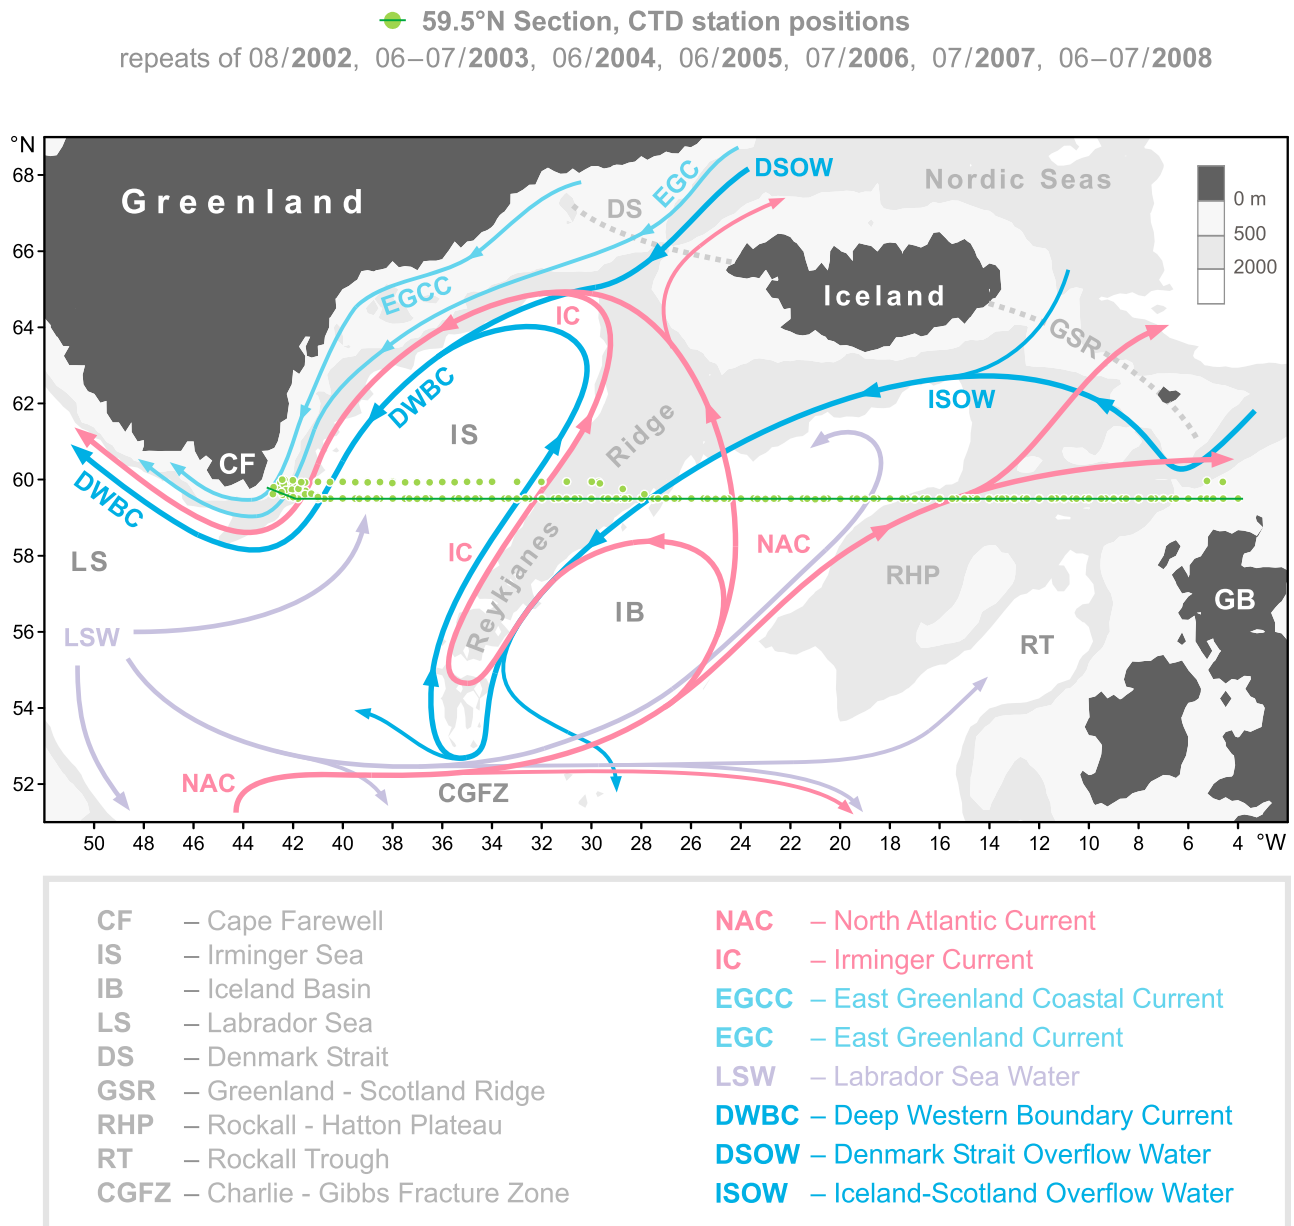 59.5°N Section, CTD station positions
repeats of 08/2002, 06–07/2003, 06/2004, 06/2005, 07/2006, 07/2007, 06–07/2008
°N
68
66
64
62
60
58
56
54
52
Greenland
DS
EGC
DSOW
Nordic Seas
0 m
500
2000
EGCC
IC
Iceland
GSR
DWBC
IS
Ridge
ISOW
CF
DWBC
LS
IC
Reykjanes
NAC
RHP
GB
LSW
IB
RT
NAC
CGFZ
50 48 46 44 42 40 38 36 34 32 30 28 26 24 22 20 18 16 14 12 10 8 6 4 °W
CF – Cape Farewell
IS – Irminger Sea
IB – Iceland Basin
LS – Labrador Sea
DS – Denmark Strait
GSR – Greenland - Scotland Ridge
RHP – Rockall - Hatton Plateau
RT – Rockall Trough
CGFZ – Charlie - Gibbs Fracture Zone
NAC – North Atlantic Current
IC – Irminger Current
EGCC – East Greenland Coastal Current
EGC – East Greenland Current
LSW – Labrador Sea Water
DWBC – Deep Western Boundary Current
DSOW – Denmark Strait Overflow Water
ISOW – Iceland-Scotland Overflow Water